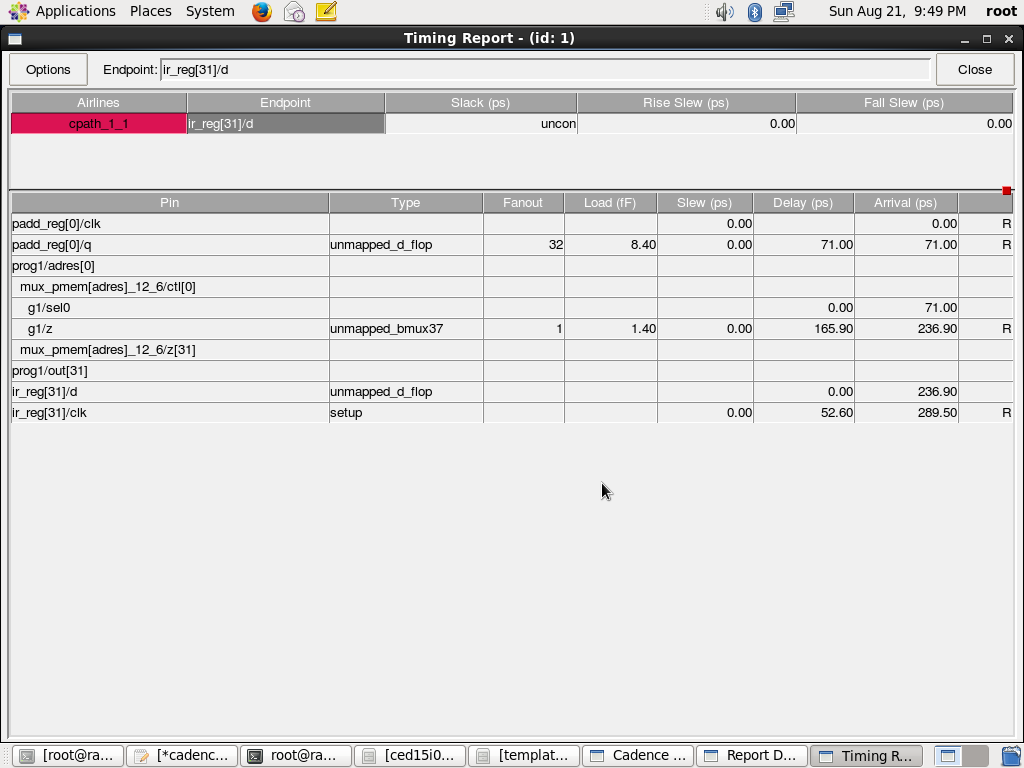 Applications Places System Sun Aug 21, 9:49 PM root
Timing Report - (id: 1)
Options Endpoint: ir_reg[31]/d Close
Airlines Endpoint Slack (ps) Rise Slew (ps) Fall Slew (ps)
cpath_1_1 ir_reg[31]/d uncon 0.00 0.00
Pin Type Fanout Load (fF) Slew (ps) Delay (ps) Arrival (ps)
padd_reg[0]/clk 0.00 0.00 R
padd_reg[0]/q unmapped_d_flop 32 8.40 0.00 71.00 71.00 R
prog1/adres[0]
mux_pmem[adres]_12_6/ctl[0]
g1/sel0 0.00 71.00
g1/z unmapped_bmux37 1 1.40 0.00 165.90 236.90 R
mux_pmem[adres]_12_6/z[31]
prog1/out[31]
ir_reg[31]/d unmapped_d_flop 0.00 236.90
ir_reg[31]/clk setup 0.00 52.60 289.50 R
[root@ra... [*cadenc... root@ra... [ced15i0... [templat... Cadence ... Report D... Timing R...